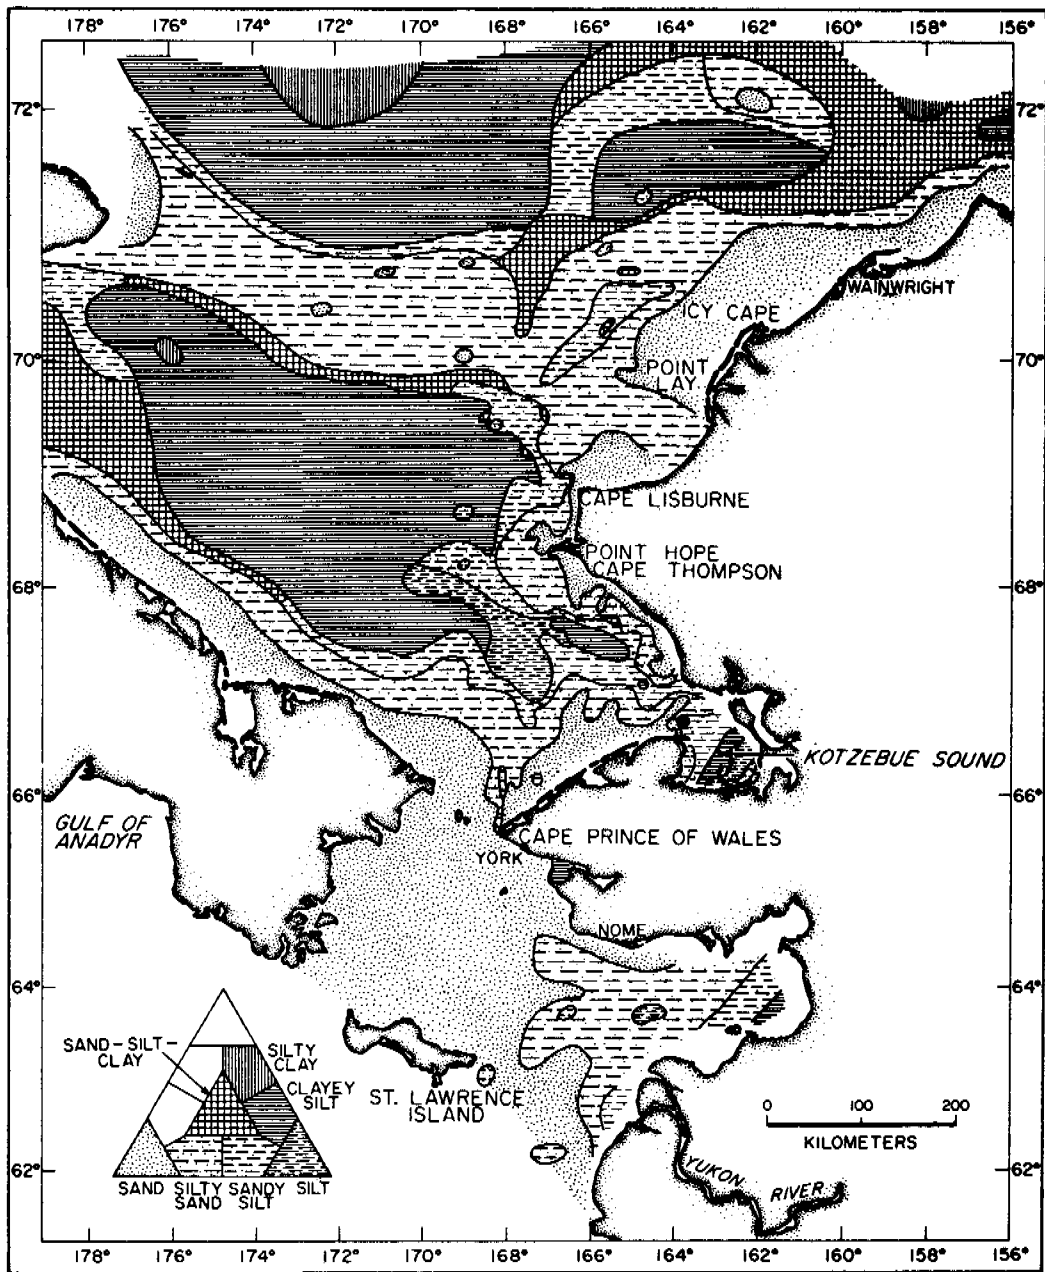 178° 176° 174° 172° 170° 168° 166° 164° 162° 160° 158° 156°
72° 72°
WAINWRIGHT
ICY CAPE
70° 70°
POINT
LAY
CAPE LISBURNE
POINT HOPE
CAPE THOMPSON
68° 68°
KOTZEBUE SOUND
66° 66°
GULF OF
ANADYR
CAPE PRINCE OF WALES
YORK
NOME
64° 64°
SAND-SILT-
CLAY
SILTY
CLAY
CLAYEY
SILT
ST. LAWRENCE
ISLAND
0 100 200
KILOMETERS
62° 62°
SAND SILTY SANDY SILT
SAND SILT
YUKON
RIVER
178° 176° 174° 172° 170° 168° 166° 164° 162° 160° 158° 156°